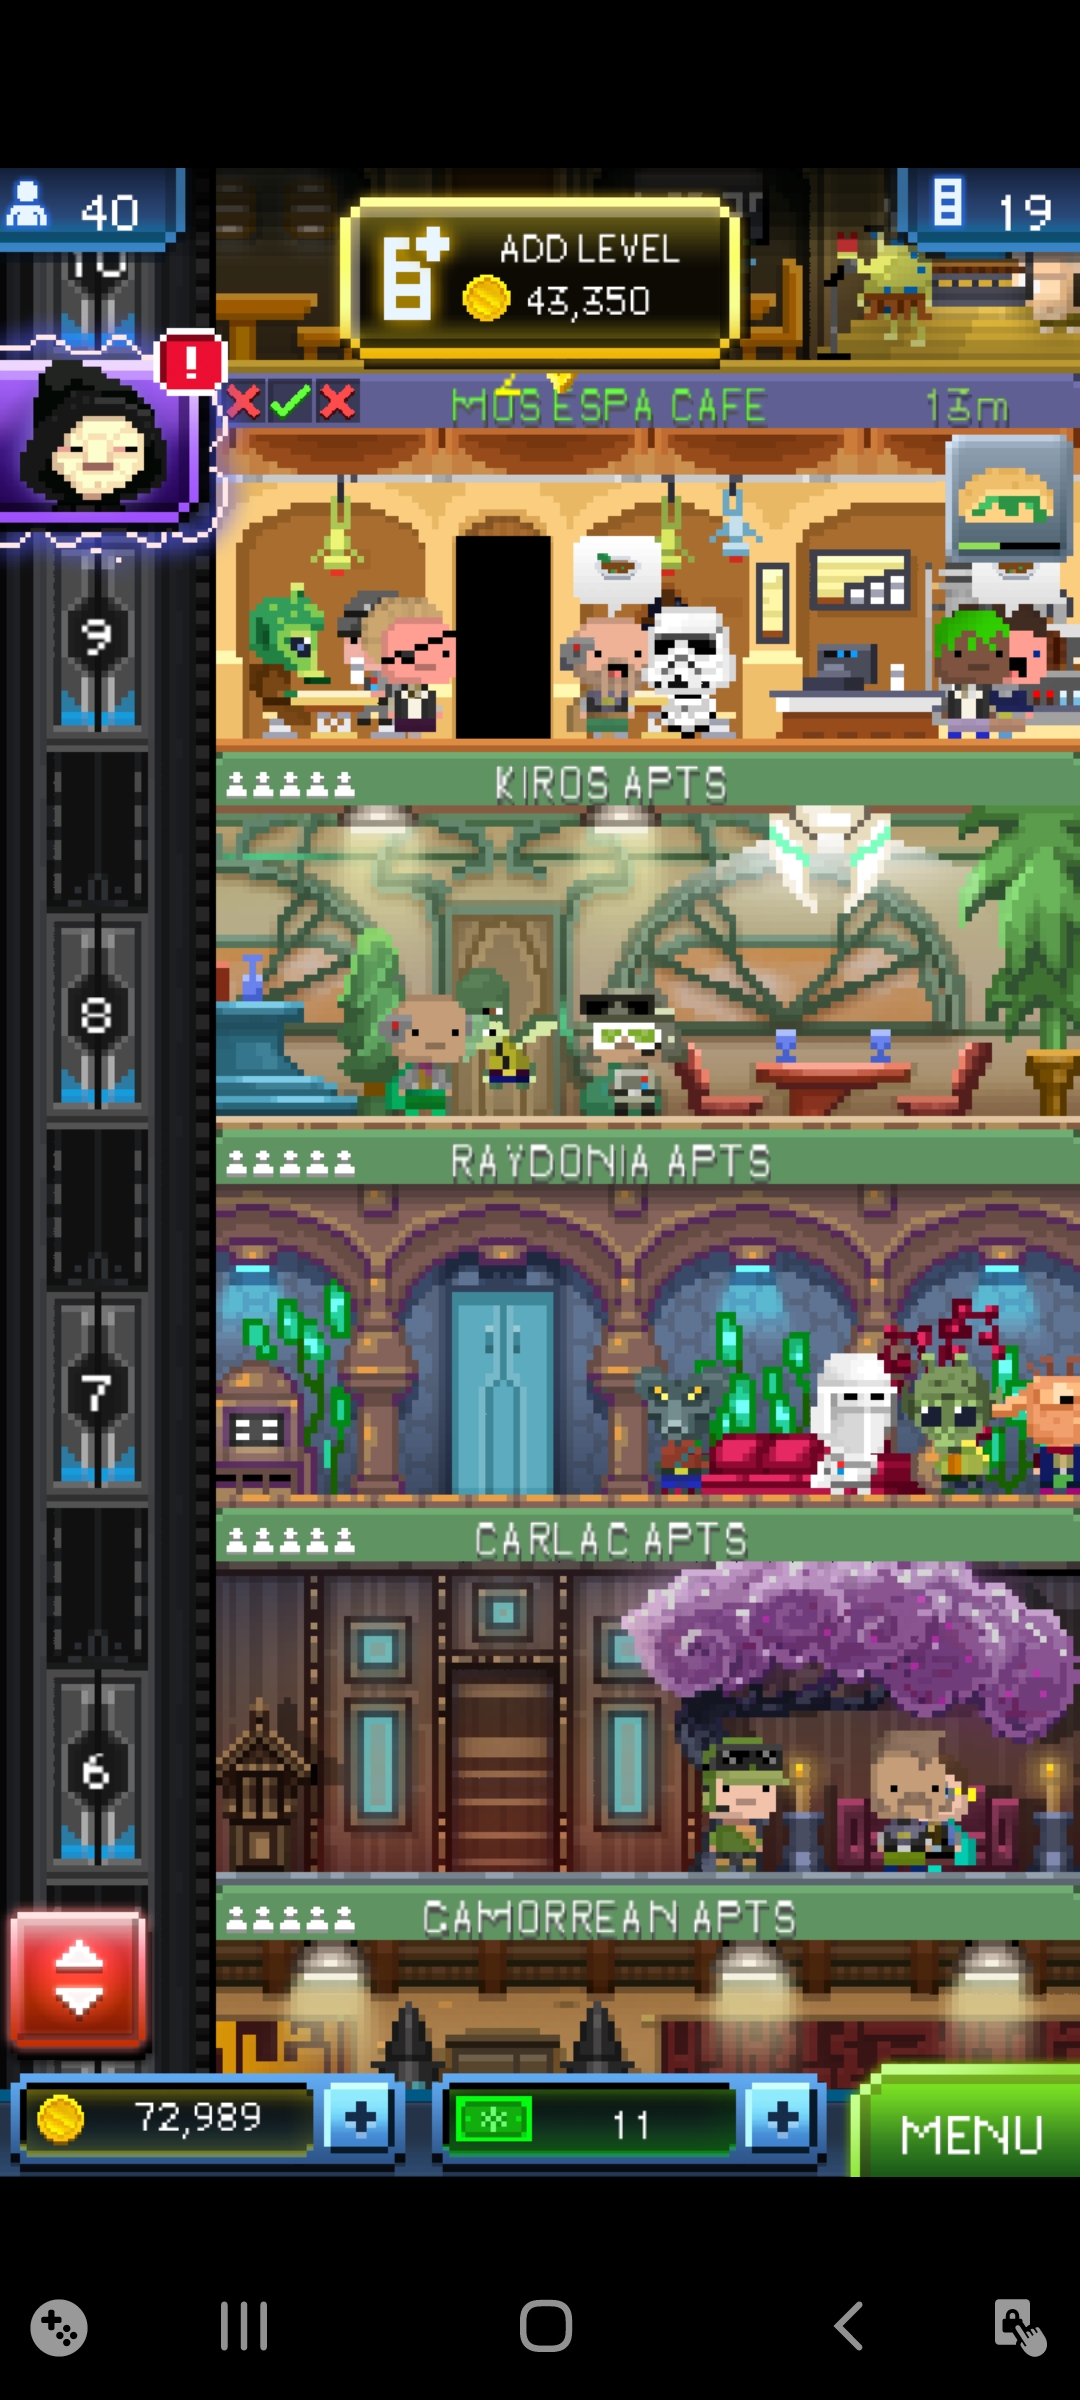 40
ADD LEVEL
43,350
19
10
!
MOS ESPA CAFE
13m
9
KIROS APTS
8
RAYDONIA APTS
7
CARLAC APTS
6
CAMORREAN APTS
72,989
+
11
+
MENU